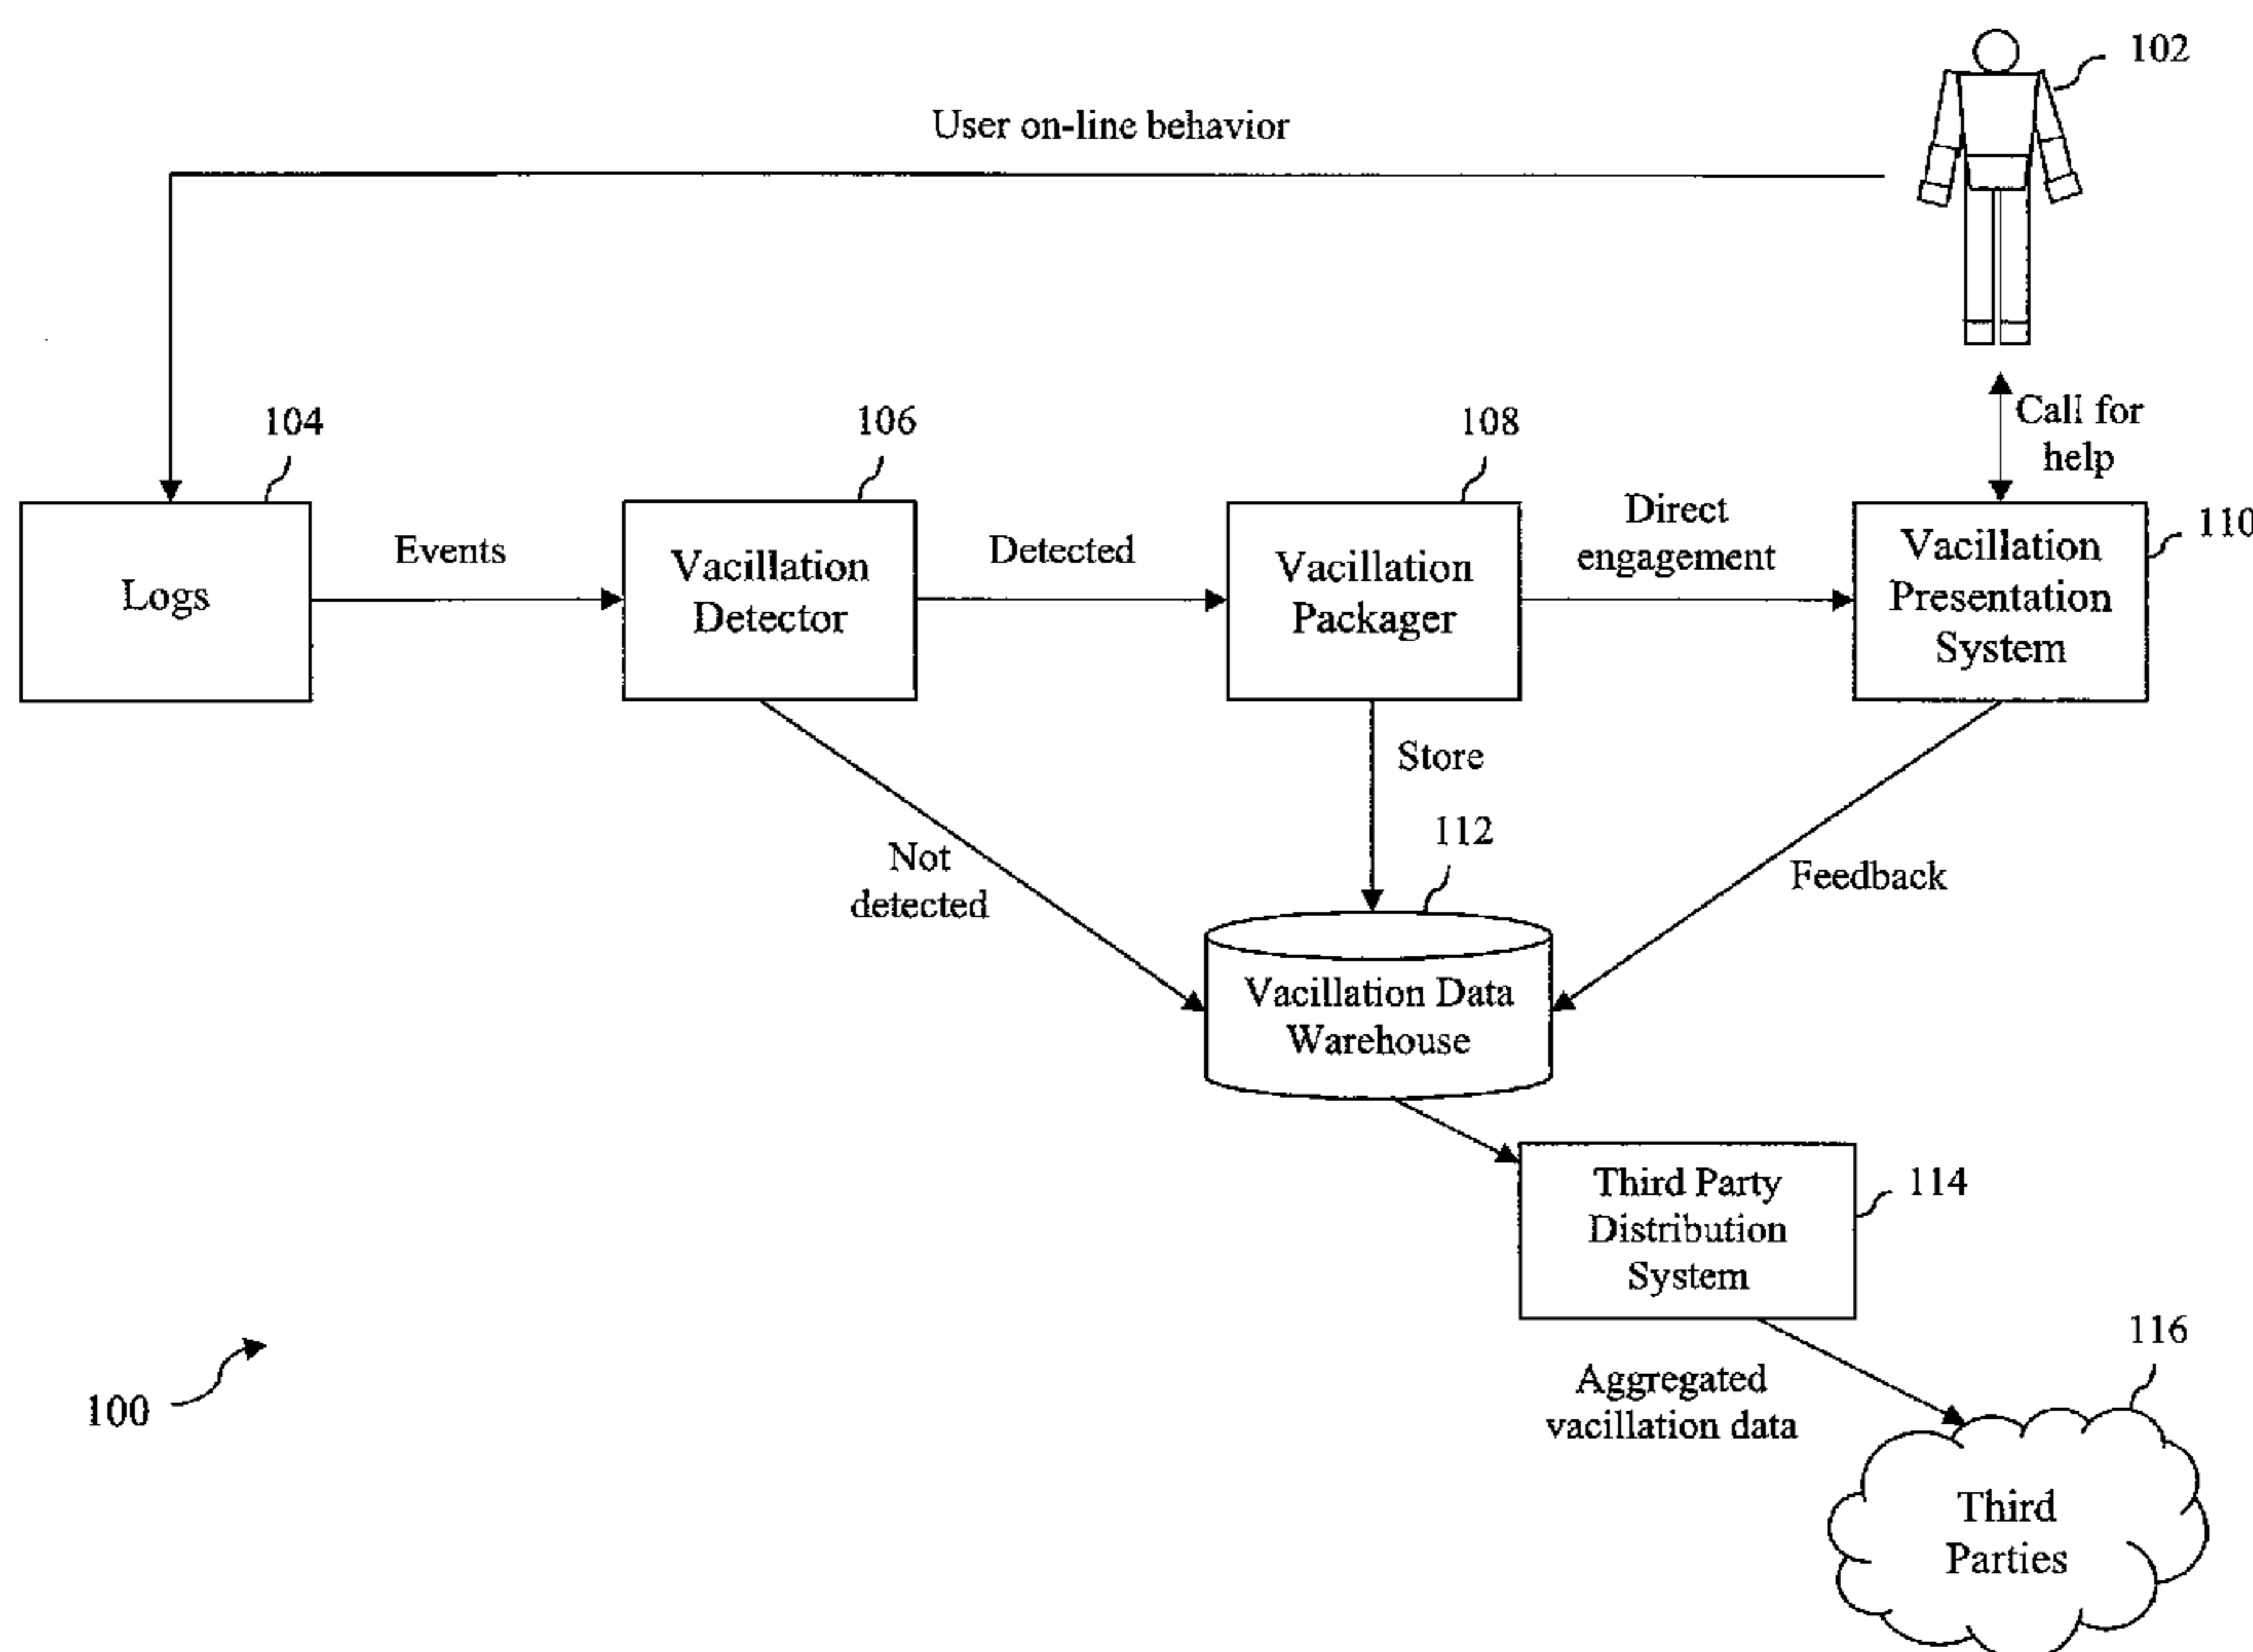 102
User on-line behavior
104
106
108
Call for
help
110
Logs
Events
Vacillation
Detector
Detected
Vacillation
Packager
Direct
engagement
Vacillation
Presentation
System
Not
detected
Store
Feedback
112
Vacillation Data
Warehouse
Third Party
Distribution
System
114
100
Aggregated
vacillation data
116
Third
Parties